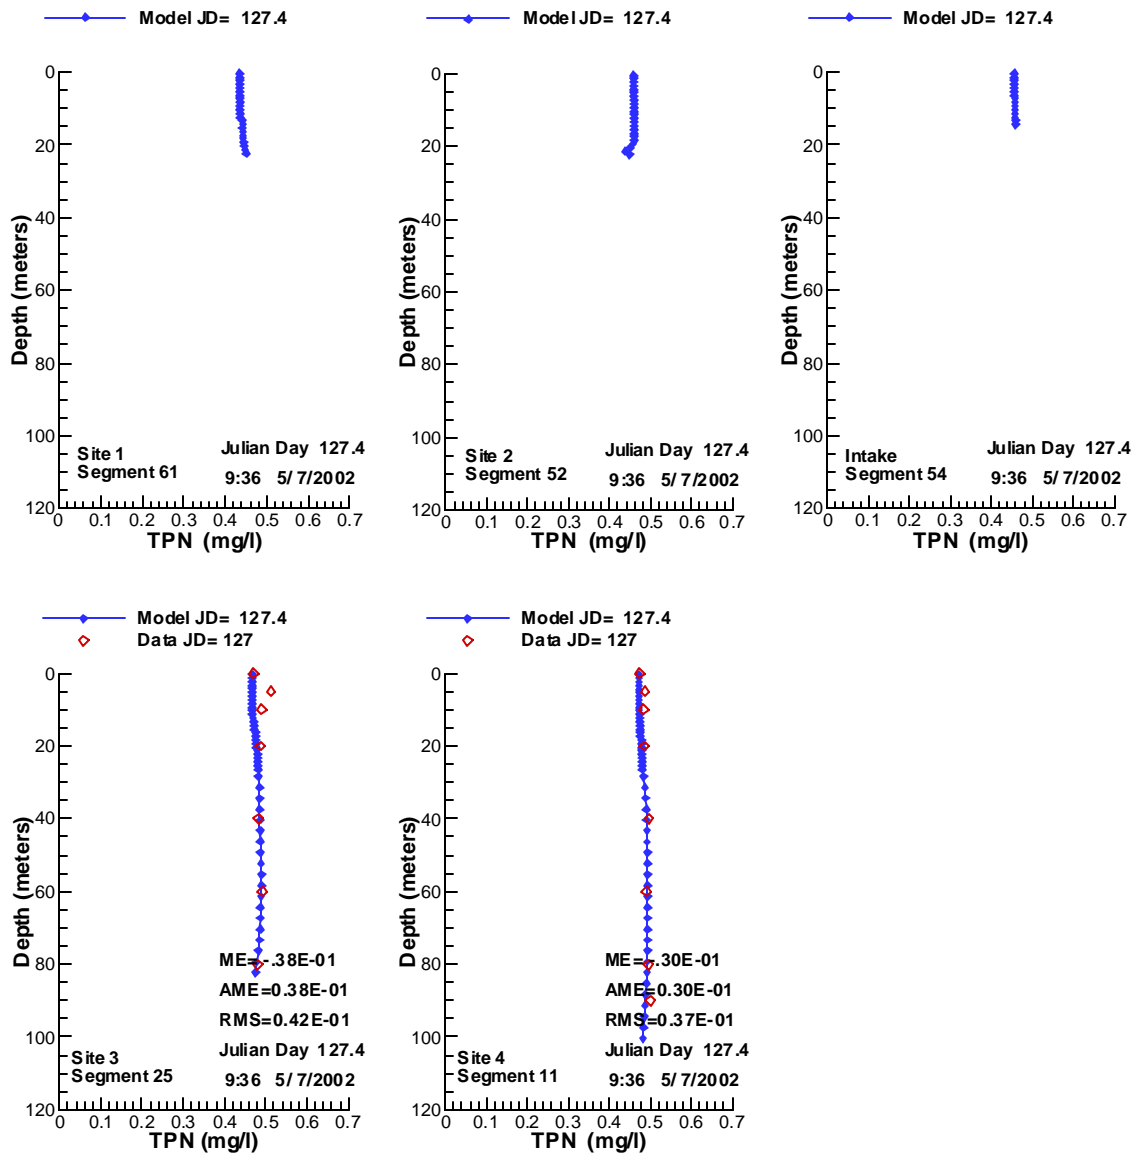 Model JD= 127.4
0
20
40
60
80
100
120
Depth (meters)
Site 1
Segment 61
Julian Day 127.4
9:36 5/7/2002
0 0.1 0.2 0.3 0.4 0.5 0.6 0.7
TPN (mg/l)
Model JD= 127.4
0
20
40
60
80
100
120
Depth (meters)
Site 2
Segment 52
Julian Day 127.4
9:36 5/7/2002
0 0.1 0.2 0.3 0.4 0.5 0.6 0.7
TPN (mg/l)
Model JD= 127.4
0
20
40
60
80
100
120
Depth (meters)
Intake
Segment 54
Julian Day 127.4
9:36 5/7/2002
0 0.1 0.2 0.3 0.4 0.5 0.6 0.7
TPN (mg/l)
Model JD= 127.4
Data JD= 127
0
20
40
60
80
100
120
Depth (meters)
ME=-.38E-01
AME=0.38E-01
RMS=0.42E-01
Site 3
Segment 25
Julian Day 127.4
9:36 5/7/2002
0 0.1 0.2 0.3 0.4 0.5 0.6 0.7
TPN (mg/l)
Model JD= 127.4
Data JD= 127
0
20
40
60
80
100
120
Depth (meters)
ME=-.30E-01
AME=0.30E-01
RMS=0.37E-01
Site 4
Segment 11
Julian Day 127.4
9:36 5/7/2002
0 0.1 0.2 0.3 0.4 0.5 0.6 0.7
TPN (mg/l)